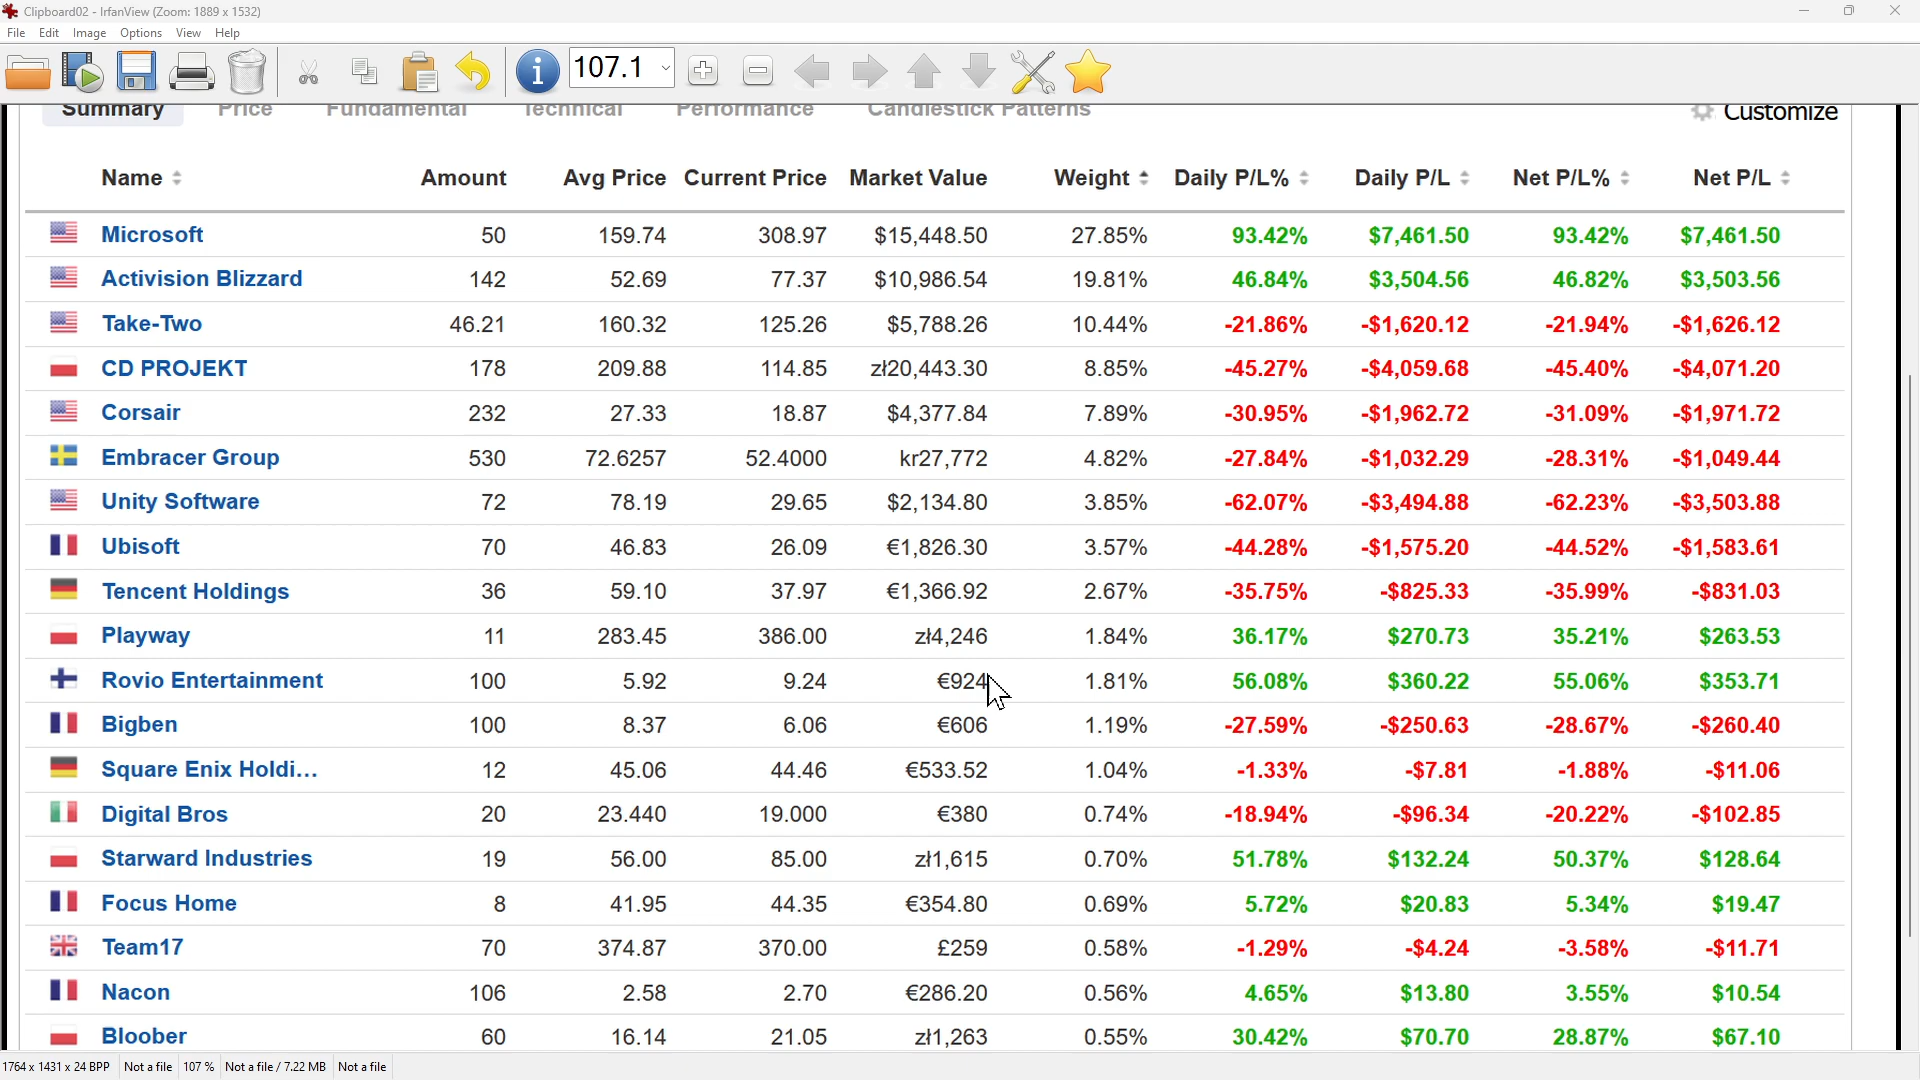 Clipboard02 - IrfanView (Zoom: 1889 x 1532)
File Edit Image Options View Help
107.1
Summary Price Fundamental Technical Performance Candlestick Patterns Customize
Name Amount Avg Price Current Price Market Value Weight Daily P/L% Daily P/L Net P/L% Net P/L
Microsoft 50 159.74 308.97 $15,448.50 27.85% 93.42% $7,461.50 93.42% $7,461.50
Activision Blizzard 142 52.69 77.37 $10,986.54 19.81% 46.84% $3,504.56 46.82% $3,503.56
Take-Two 46.21 160.32 125.26 $5,788.26 10.44% -21.86% -$1,620.12 -21.94% -$1,626.12
CD PROJEKT 178 209.88 114.85 zł20,443.30 8.85% -45.27% -$4,059.68 -45.40% -$4,071.20
Corsair 232 27.33 18.87 $4,377.84 7.89% -30.95% -$1,962.72 -31.09% -$1,971.72
Embracer Group 530 72.6257 52.4000 kr27,772 4.82% -27.84% -$1,032.29 -28.31% -$1,049.44
Unity Software 72 78.19 29.65 $2,134.80 3.85% -62.07% -$3,494.88 -62.23% -$3,503.88
Ubisoft 70 46.83 26.09 €1,826.30 3.57% -44.28% -$1,575.20 -44.52% -$1,583.61
Tencent Holdings 36 59.10 37.97 €1,366.92 2.67% -35.75% -$825.33 -35.99% -$831.03
Playway 11 283.45 386.00 zł4,246 1.84% 36.17% $270.73 35.21% $263.53
Rovio Entertainment 100 5.92 9.24 €924 1.81% 56.08% $360.22 55.06% $353.71
Bigben 100 8.37 6.06 €606 1.19% -27.59% -$250.63 -28.67% -$260.40
Square Enix Holdi... 12 45.06 44.46 €533.52 1.04% -1.33% -$7.81 -1.88% -$11.06
Digital Bros 20 23.440 19.000 €380 0.74% -18.94% -$96.34 -20.22% -$102.85
Starward Industries 19 56.00 85.00 zł1,615 0.70% 51.78% $132.24 50.37% $128.64
Focus Home 8 41.95 44.35 €354.80 0.69% 5.72% $20.83 5.34% $19.47
Team17 70 374.87 370.00 £259 0.58% -1.29% -$4.24 -3.58% -$11.71
Nacon 106 2.58 2.70 €286.20 0.56% 4.65% $13.80 3.55% $10.54
Bloober 60 16.14 21.05 zł1,263 0.55% 30.42% $70.70 28.87% $67.10
1764 x 1431 x 24 BPP Not a file 107 % Not a file / 7.22 MB Not a file